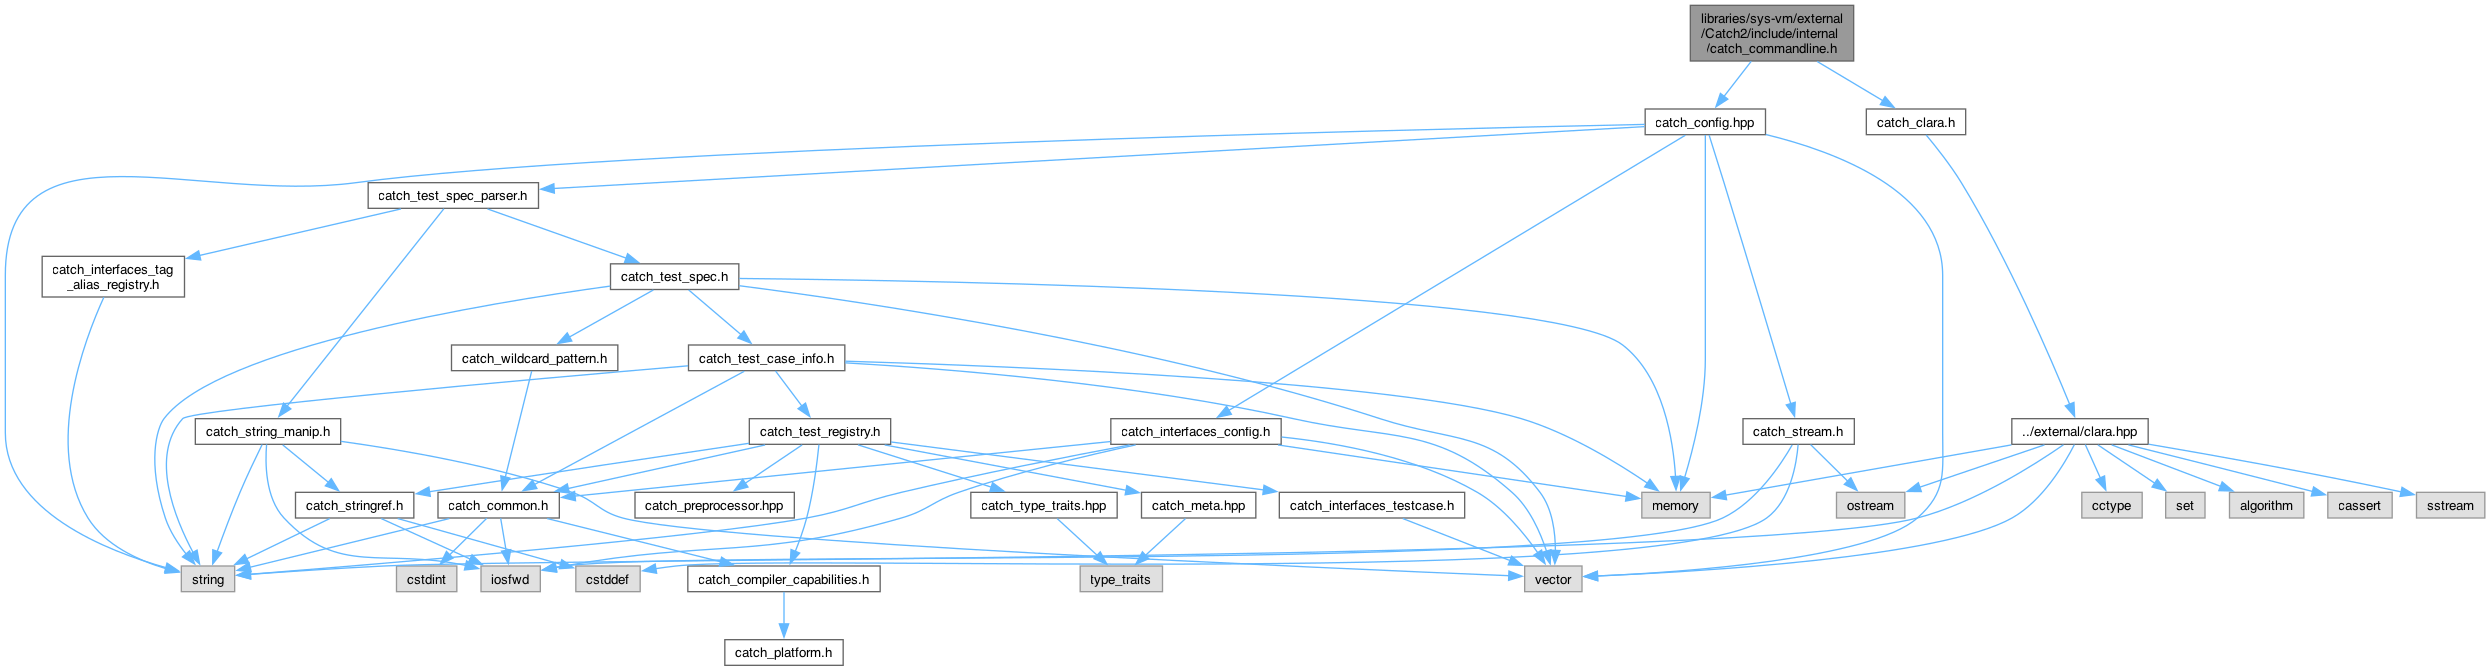 libraries/sys-vm/external
/Catch2/include/internal
/catch_commandline.h
catch_config.hpp
catch_clara.h
catch_test_spec_parser.h
catch_interfaces_tag
_alias_registry.h
catch_test_spec.h
catch_wildcard_pattern.h
catch_test_case_info.h
catch_string_manip.h
catch_test_registry.h
catch_interfaces_config.h
catch_stream.h
../external/clara.hpp
catch_stringref.h
catch_common.h
catch_preprocessor.hpp
catch_type_traits.hpp
catch_meta.hpp
catch_interfaces_testcase.h
memory
ostream
cctype
set
algorithm
cassert
sstream
string
cstdint
iosfwd
cstddef
catch_compiler_capabilities.h
type_traits
vector
catch_platform.h